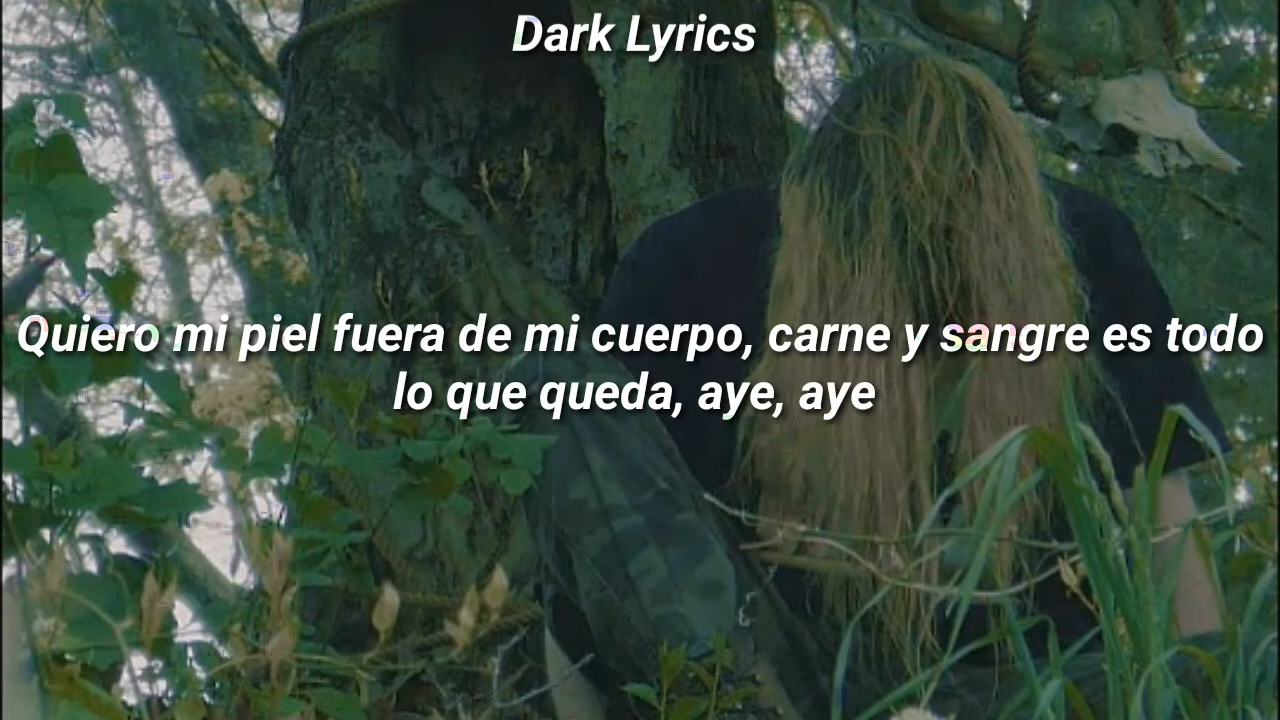 Dark Lyrics
Quiero mi piel fuera de mi cuerpo, carne y sangre es todo
lo que queda, aye, aye